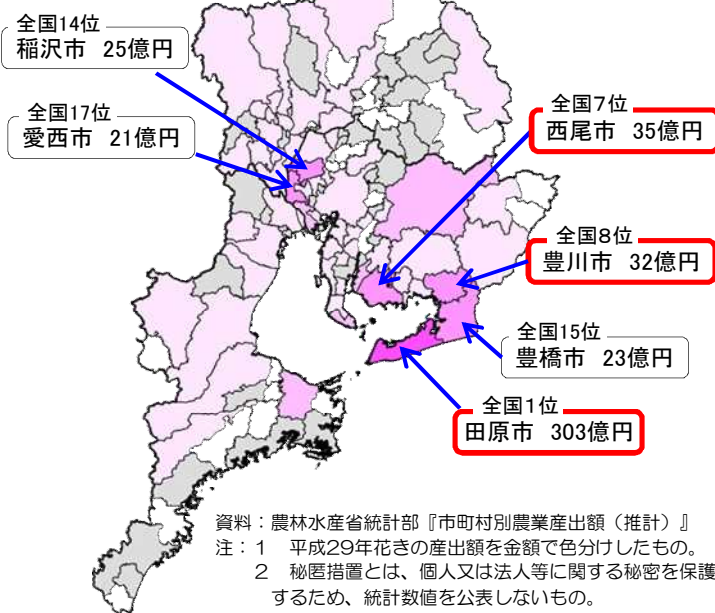 全国14位
稲沢市 25億円
全国17位
愛西市 21億円
全国7位
西尾市 35億円
全国8位
豊川市 32億円
全国15位
豊橋市 23億円
全国1位
田原市 303億円
資料：農林水産省統計部『市町村別農業産出額（推計）』
注：１　平成29年花きの産出額を金額で色分けしたもの。
２　秘匿措置とは、個人又は法人等に関する秘密を保護
するため、統計数値を公表しないもの。